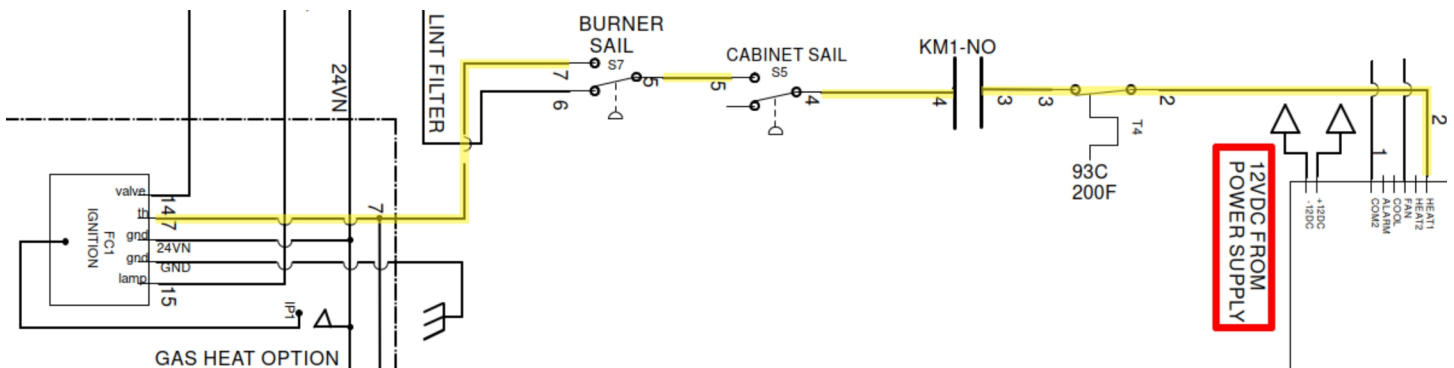 LINT FILTER
24VN
BURNER
SAIL
S7
7
6
5
CABINET SAIL
S5
5
4
KM1-NO
4
3
3
T4
2
93C
200F
2
1
12VDC FROM
POWER SUPPLY
-12DC
+12DC
COM2
ALARM
COOL
FAN
HEAT2
HEAT1
valve
14
th
7
7
gnd
24VN
gnd
GND
lamp
15
FC1
IGNITION
IP1
GAS HEAT OPTION